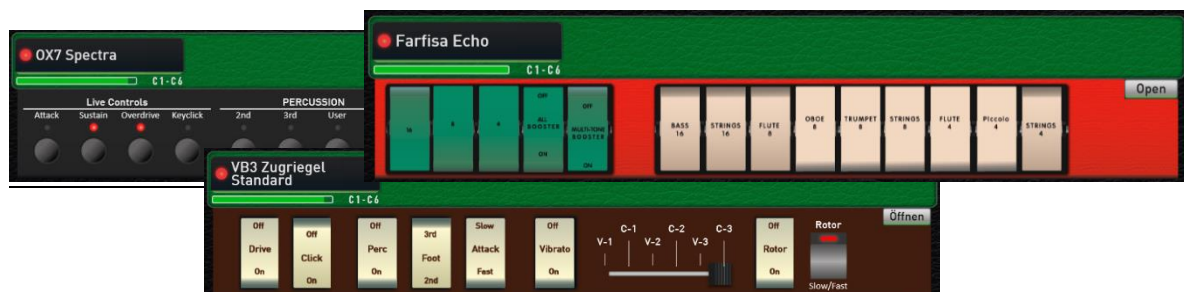 OX7 Spectra
C1-C6
Live Controls
PERCUSSION
Attack Sustain Overdrive Keyclick 2nd 3rd User
Farfisa Echo
C1-C6
Open
16 8 4
OFF
ALL
BOOSTER
ON
OFF
MULTI-TONE
BOOSTER
ON
BASS
16
STRINGS
16
FLUTE
8
OBOE
8
TRUMPET
8
STRINGS
8
FLUTE
4
Piccolo
4
STRINGS
4
VB3 Zugriegel
Standard
C1-C6
Öffnen
Off
Drive
On
Off
Click
On
Off
Perc
On
3rd
Foot
2nd
Slow
Attack
Fast
Off
Vibrato
On
C-1 C-2 C-3
V-1 V-2 V-3
Off
Rotor
On
Rotor
Slow/Fast